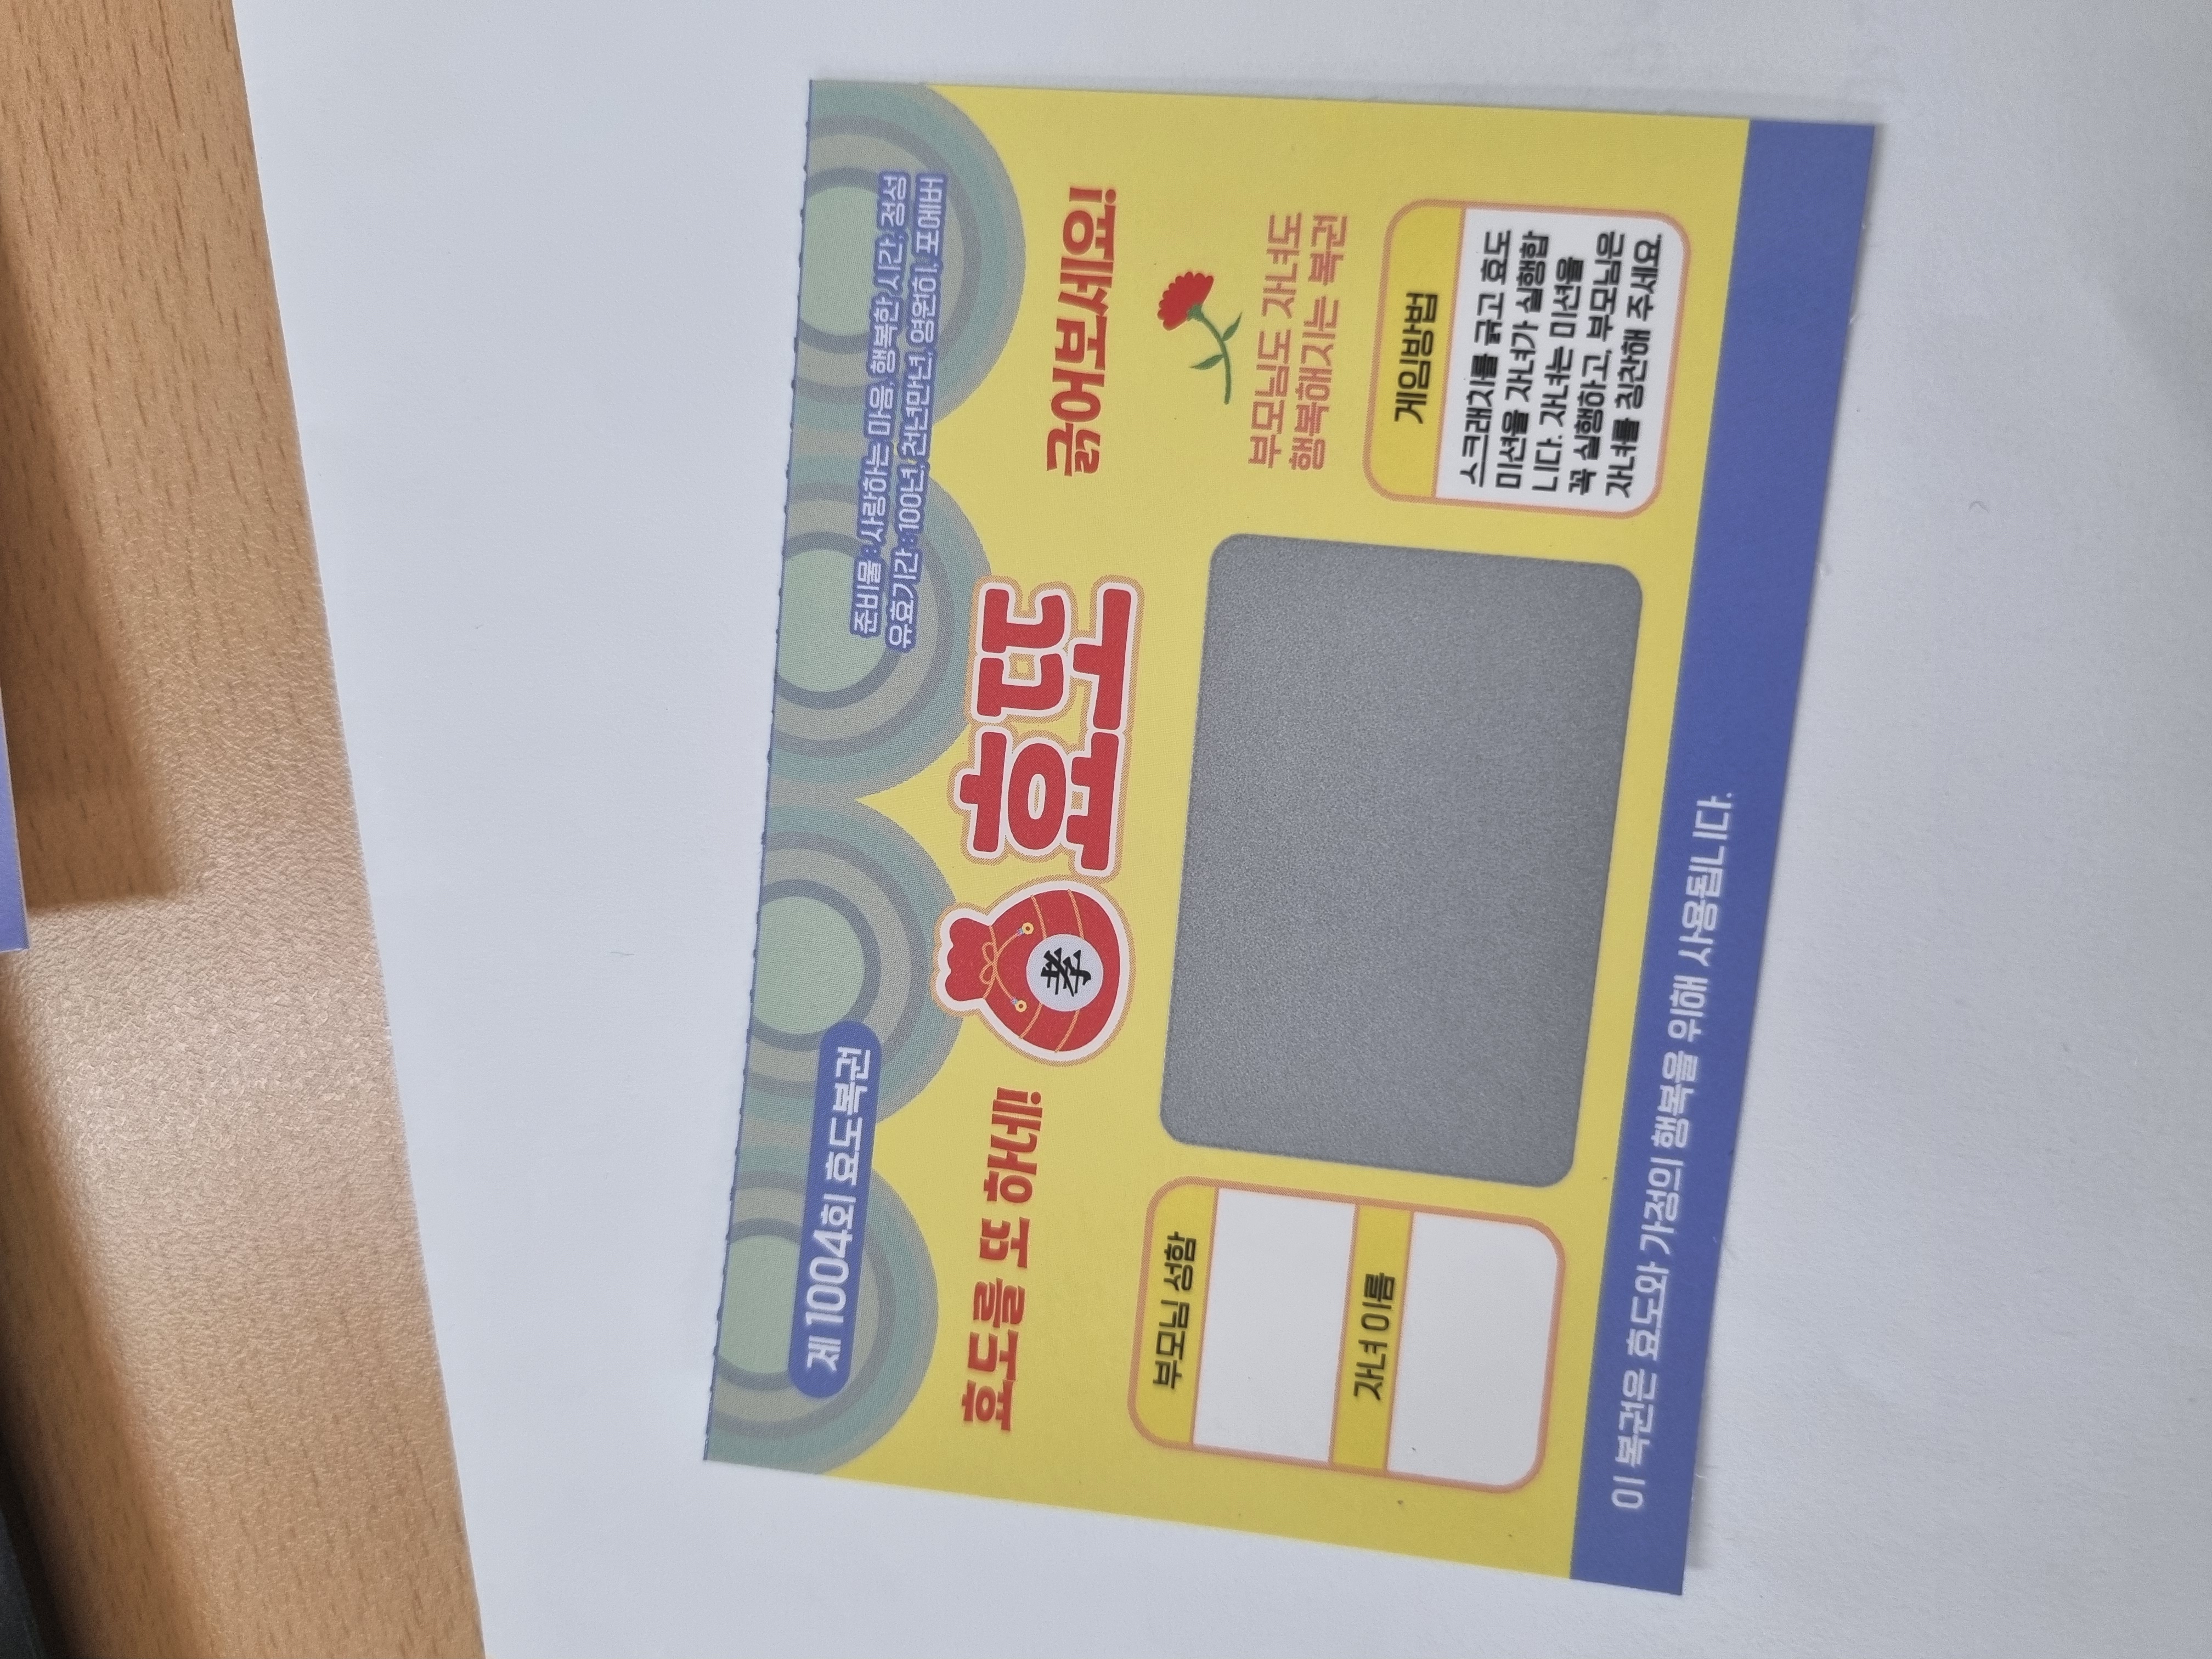 제 1004회 효도복권
준비물 : 사랑하는 마음, 행복한 시간, 정성
유효기간 : 100년, 천년만년, 영원히, 포에버
효도를 또 하네!
孝
효또
긁어보세요!
부모님 성함
자녀 이름
부모님도 자녀도
행복해지는 복권
게임방법
스크래치를 긁고 효도
미션을 자녀가 실행합
니다. 자녀는 미션을
꼭 실행하고, 부모님은
자녀를 칭찬해 주세요.
이 복권은 효도와 가정의 행복을 위해 사용됩니다.